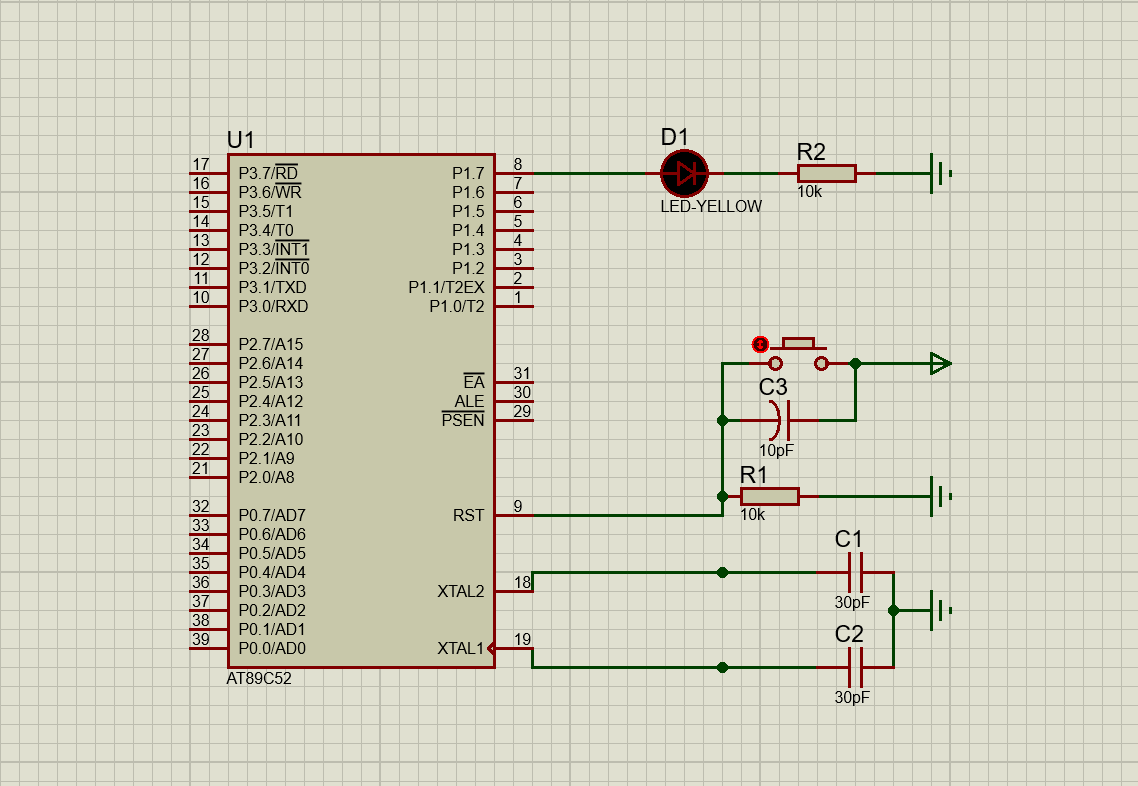 U1
17 P3.7/RD P1.7 8
16 P3.6/WR P1.6 7
15 P3.5/T1 P1.5 6
14 P3.4/T0 P1.4 5
13 P3.3/INT1 P1.3 4
12 P3.2/INT0 P1.2 3
11 P3.1/TXD P1.1/T2EX 2
10 P3.0/RXD P1.0/T2 1
28 P2.7/A15
27 P2.6/A14
26 P2.5/A13 EA 31
25 P2.4/A12 ALE 30
24 P2.3/A11 PSEN 29
23 P2.2/A10
22 P2.1/A9
21 P2.0/A8
32 P0.7/AD7 RST 9
33 P0.6/AD6
34 P0.5/AD5
35 P0.4/AD4
36 P0.3/AD3 XTAL2 18
37 P0.2/AD2
38 P0.1/AD1
39 P0.0/AD0 XTAL1 19
AT89C52
D1
LED-YELLOW
R2
10k
C3
10pF
R1
10k
C1
30pF
C2
30pF